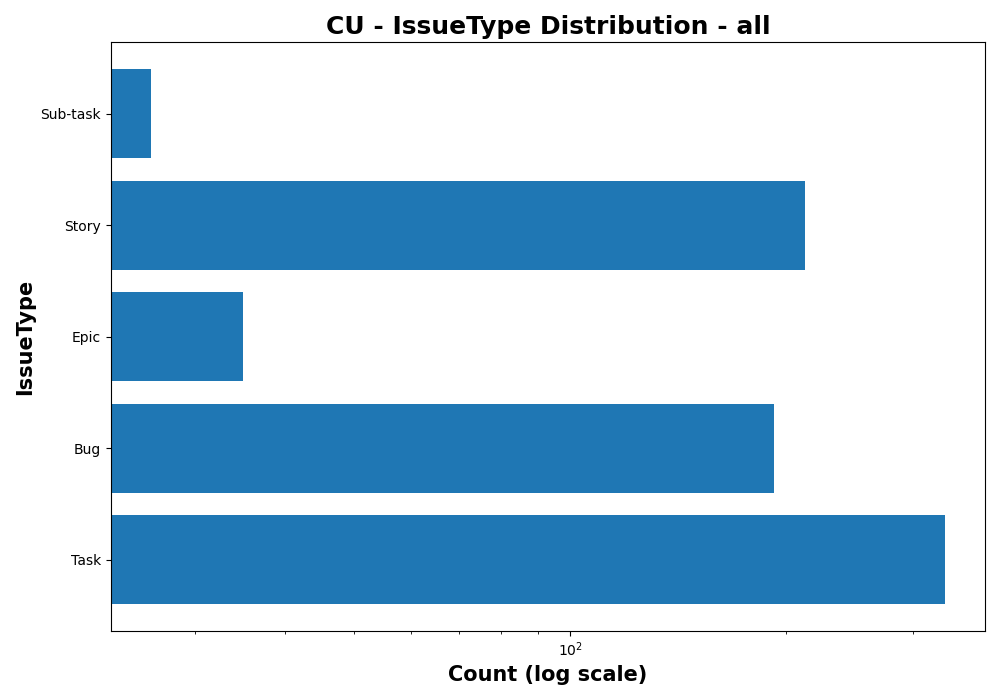 CU - IssueType Distribution - all
Sub-task
Story
Epic
Bug
Task
IssueType
10²
Count (log scale)